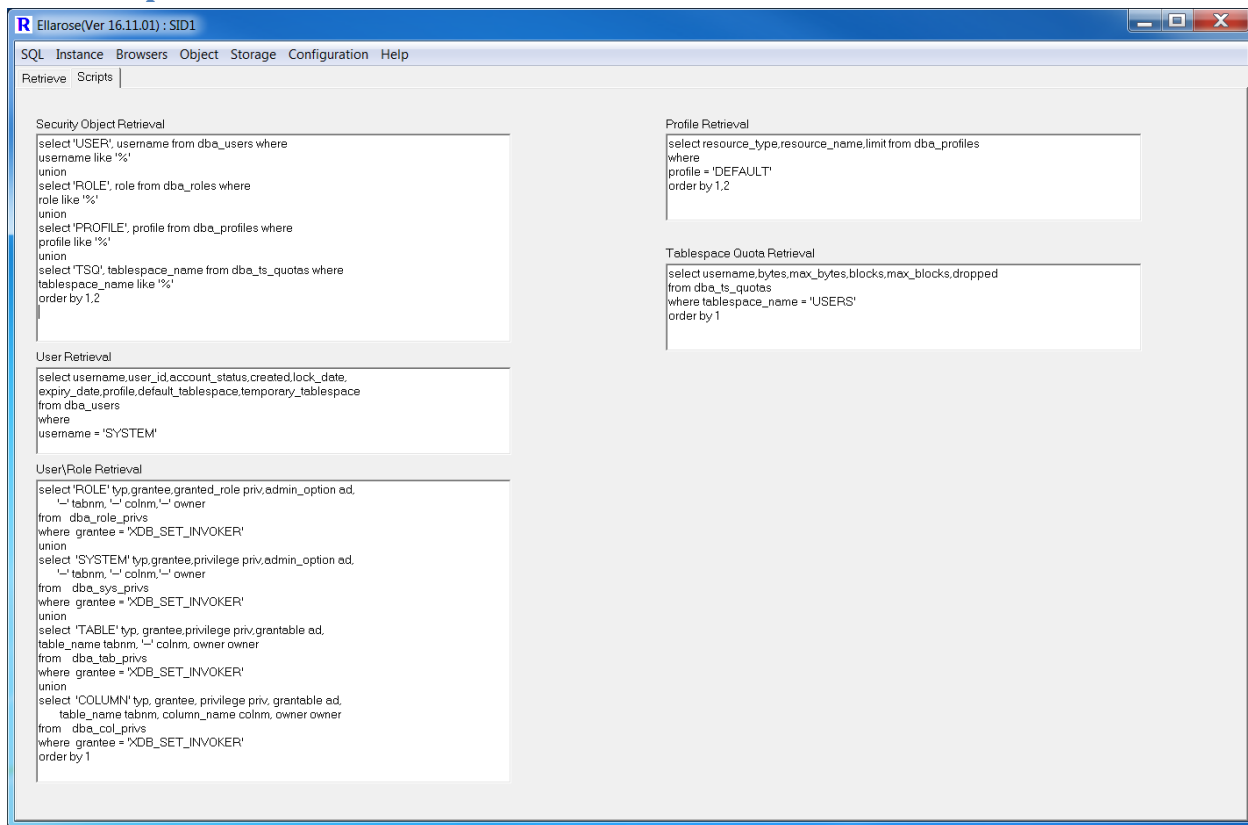 R Ellarose(Ver 16.11.01) : SID1
SQL Instance Browsers Object Storage Configuration Help
Retrieve Scripts
Security Object Retrieval
select 'USER', username from dba_users where
username like '%'
union
select 'ROLE', role from dba_roles where
role like '%'
union
select 'PROFILE', profile from dba_profiles where
profile like '%'
union
select 'TSQ', tablespace_name from dba_ts_quotas where
tablespace_name like '%'
order by 1,2
User Retrieval
select username,user_id,account_status,created,lock_date,
expiry_date,profile,default_tablespace,temporary_tablespace
from dba_users
where
username = 'SYSTEM'
User\Role Retrieval
select 'ROLE' typ,grantee,granted_role priv,admin_option ad,
'--' tabnm, '--' colnm,'--' owner
from dba_role_privs
where grantee = 'XDB_SET_INVOKER'
union
select 'SYSTEM' typ,grantee,privilege priv,admin_option ad,
'--' tabnm, '--' colnm,'--' owner
from dba_sys_privs
where grantee = 'XDB_SET_INVOKER'
union
select 'TABLE' typ, grantee,privilege priv,grantable ad,
table_name tabnm, '--' colnm, owner owner
from dba_tab_privs
where grantee = 'XDB_SET_INVOKER'
union
select 'COLUMN' typ, grantee, privilege priv, grantable ad,
table_name tabnm, column_name colnm, owner owner
from dba_col_privs
where grantee = 'XDB_SET_INVOKER'
order by 1
Profile Retrieval
select resource_type,resource_name,limit from dba_profiles
where
profile = 'DEFAULT'
order by 1,2
Tablespace Quota Retrieval
select username,bytes,max_bytes,blocks,max_blocks,dropped
from dba_ts_quotas
where tablespace_name = 'USERS'
order by 1